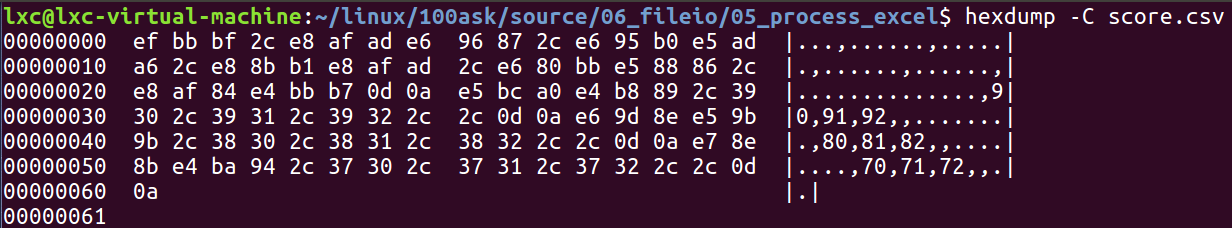 lxc@lxc-virtual-machine:~/linux/100ask/source/06_fileio/05_process_excel$ hexdump -C score.csv
00000000  ef bb bf 2c e8 af ad e6  96 87 2c e6 95 b0 e5 ad  |...,......,.....|
00000010  a6 2c e8 8b b1 e8 af ad  2c e6 80 bb e5 88 86 2c  |.,......,......,|
00000020  e8 af 84 e4 bb b7 0d 0a  e5 bc a0 e4 b8 89 2c 39  |..............,9|
00000030  30 2c 39 31 2c 39 32 2c  2c 0d 0a e6 9d 8e e5 9b  |0,91,92,,.......|
00000040  9b 2c 38 30 2c 38 31 2c  38 32 2c 2c 0d 0a e7 8e  |.,80,81,82,,....|
00000050  8b e4 ba 94 2c 37 30 2c  37 31 2c 37 32 2c 2c 0d  |....,70,71,72,,.|
00000060  0a                                                |.|
00000061